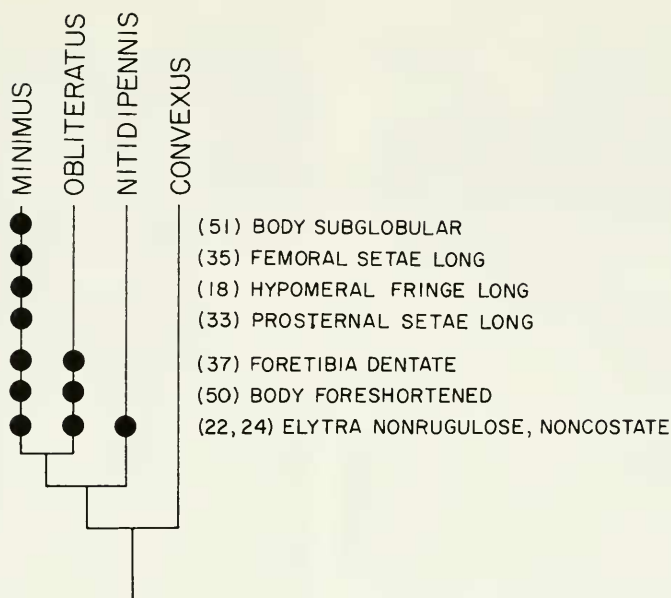 MINIMUS
OBLITERATUS
NITIDIPENNIS
CONVEXUS
(51) BODY SUBGLOBULAR
(35) FEMORAL SETAE LONG
(18) HYPOMERAL FRINGE LONG
(33) PROSTERNAL SETAE LONG
(37) FORETIBIA DENTATE
(50) BODY FORESHORTENED
(22, 24) ELYTRA NONRUGULOSE, NONCOSTATE